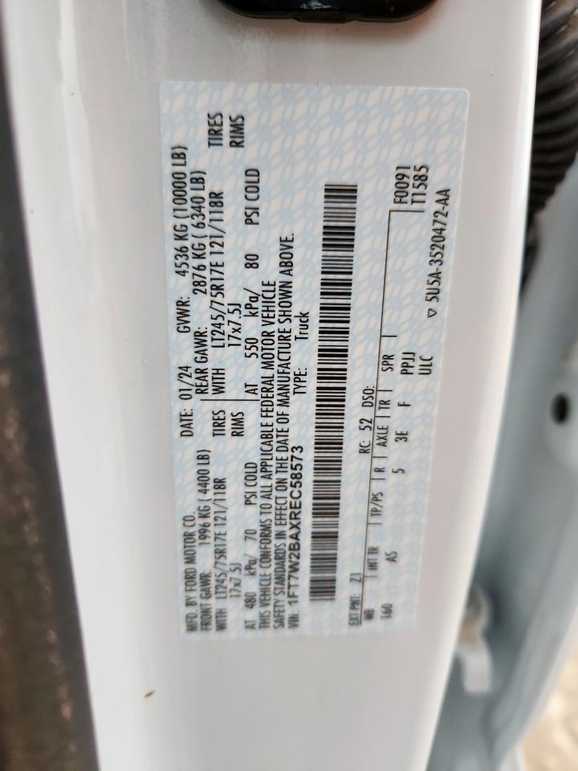 MFD. BY FORD MOTOR CO.
DATE: 01/24 GVWR: 4536 KG (10000 LB)
FRONT GAWR: 1996 KG ( 4400 LB) REAR GAWR: 2876 KG ( 6340 LB)
WITH LT245/75R17E 121/118R TIRES WITH LT245/75R17E 121/118R TIRES
17x7.5J RIMS 17x7.5J RIMS
AT 480 kPa/ 70 PSI COLD AT 550 kPa/ 80 PSI COLD
THIS VEHICLE CONFORMS TO ALL APPLICABLE FEDERAL MOTOR VEHICLE
SAFETY STANDARDS IN EFFECT ON THE DATE OF MANUFACTURE SHOWN ABOVE.
VIN: 1FT7W2BAXREC58573 TYPE: Truck
EXT PNT: Z1 RC: 52 DSO: F0091
WB INT TR TP/PS R AXLE TR SPR T1585
160 AS 5 3E F PPJJ
ULC
▽ 5U5A-3520472-AA